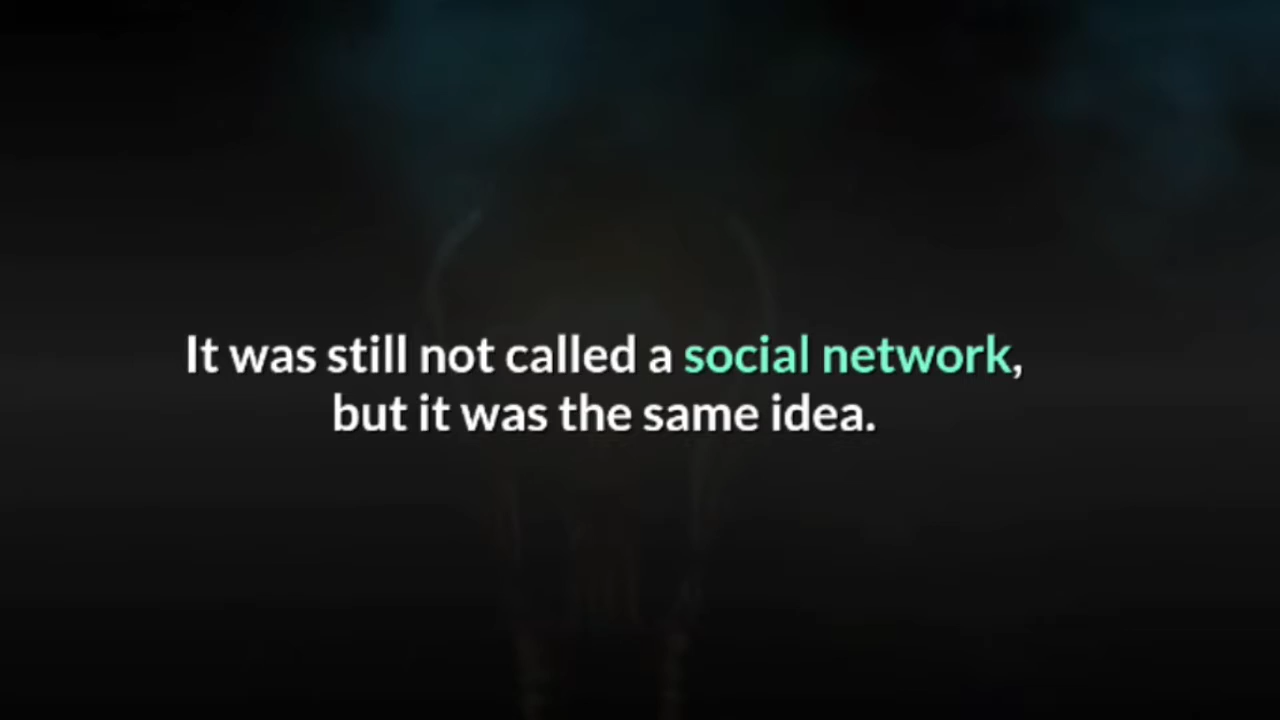 It was still not called a social network,
but it was the same idea.